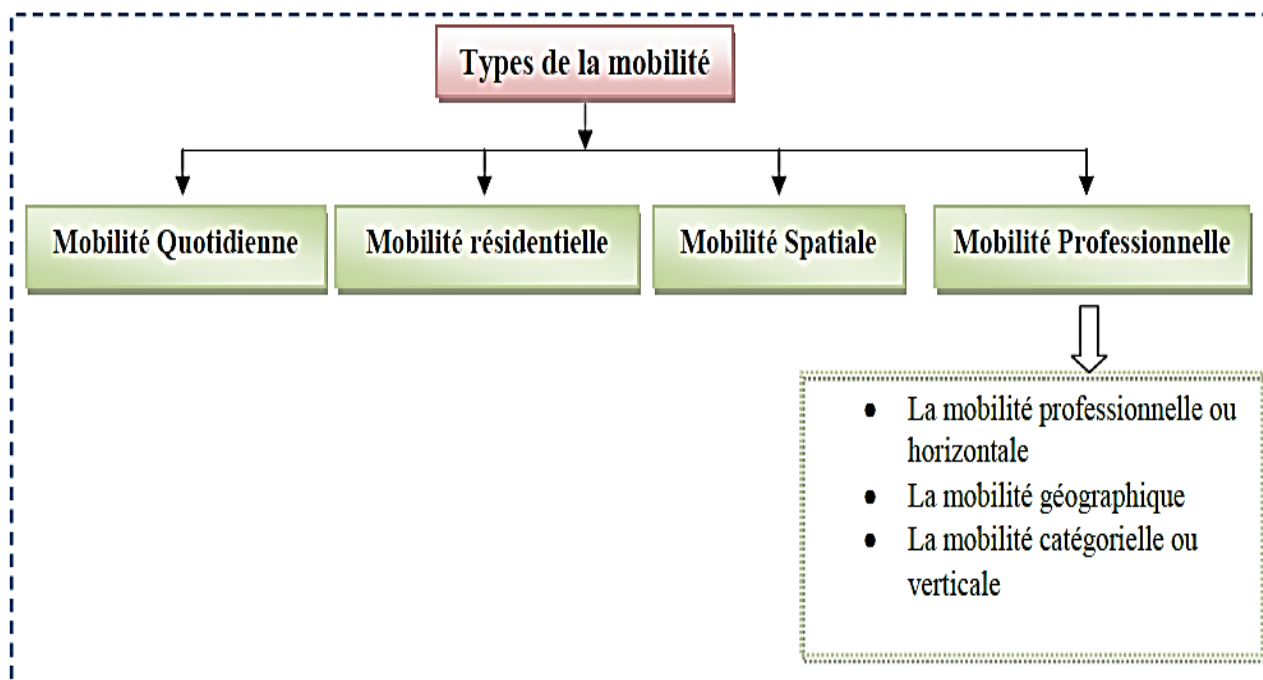 Types de la mobilité
Mobilité Quotidienne
Mobilité résidentielle
Mobilité Spatiale
Mobilité Professionnelle
● La mobilité professionnelle ou
horizontale
● La mobilité géographique
● La mobilité catégorielle ou
verticale